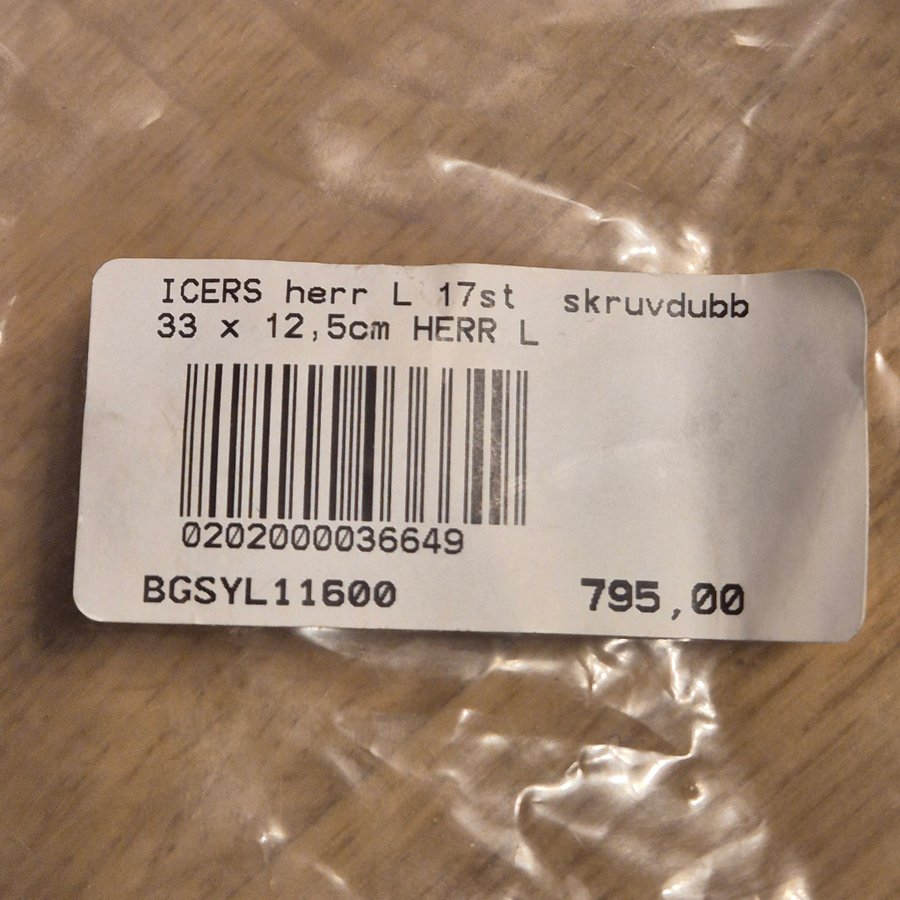 ICERS herr L 17st skruvdubb
33 x 12,5cm HERR L
0202000036649
BGSYL11600 795,00